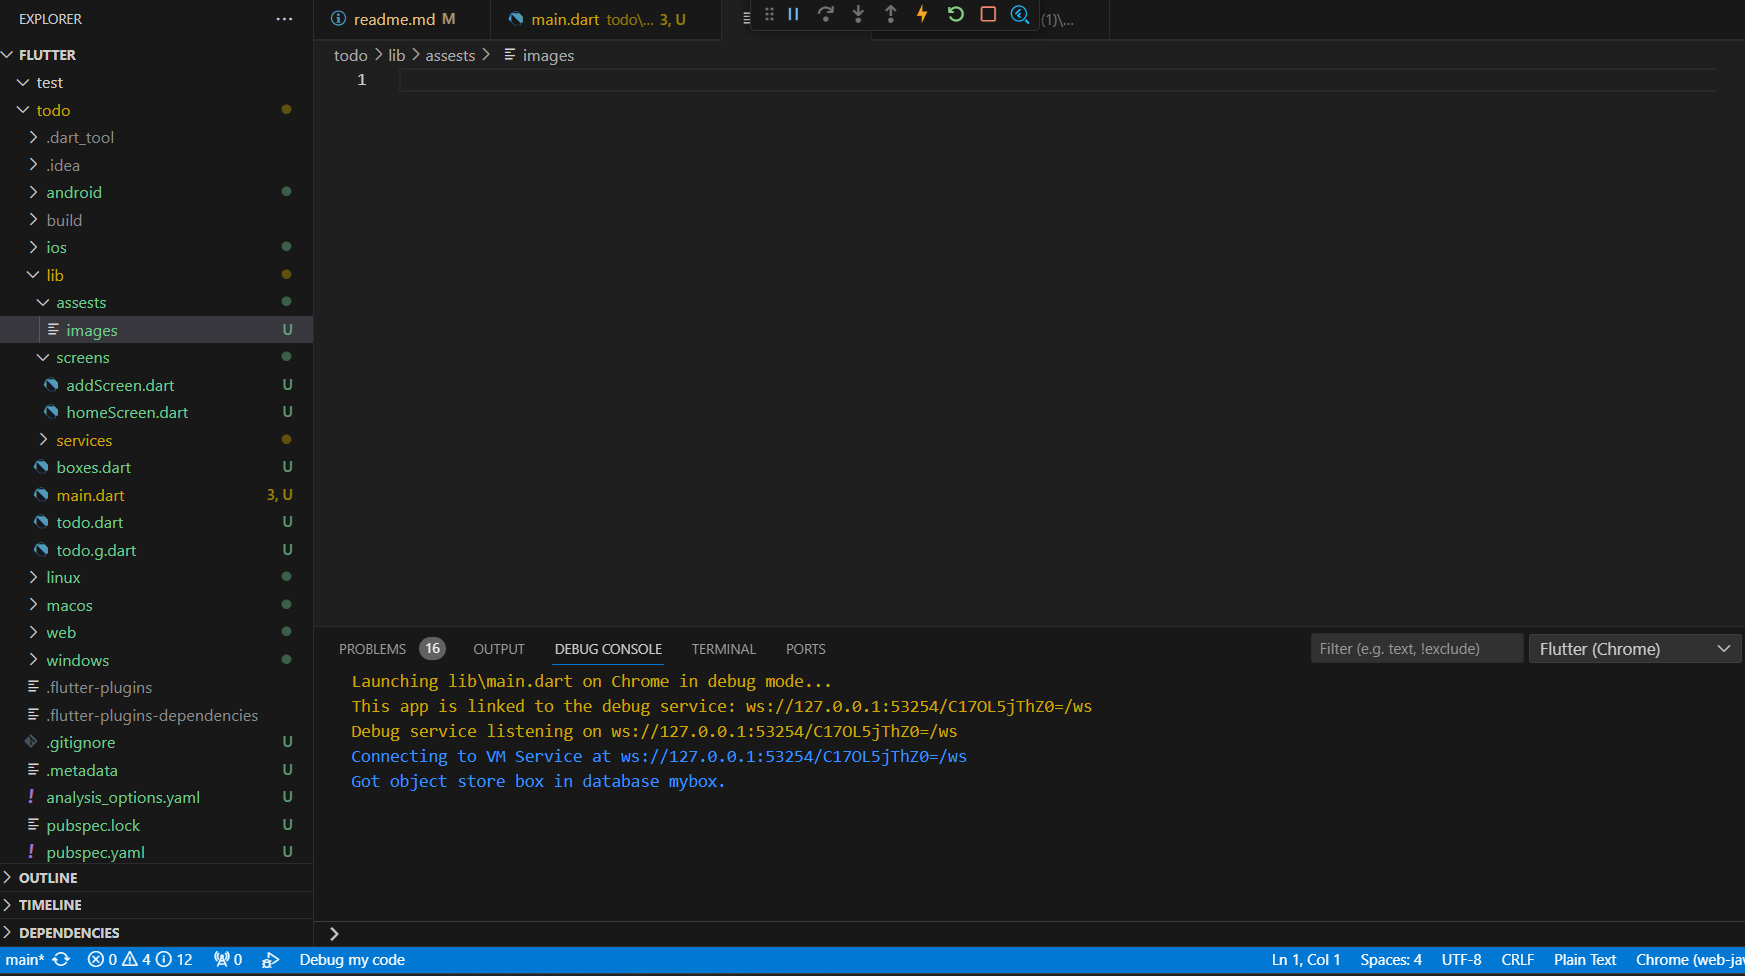 EXPLORER ···
FLUTTER
test
todo
.dart_tool
.idea
android
build
ios
lib
assests
images U
screens
addScreen.dart U
homeScreen.dart U
services
boxes.dart U
main.dart 3, U
todo.dart U
todo.g.dart U
linux
macos
web
windows
.flutter-plugins
.flutter-plugins-dependencies
.gitignore U
.metadata U
analysis_options.yaml U
pubspec.lock U
pubspec.yaml U
OUTLINE
TIMELINE
DEPENDENCIES
readme.md M
main.dart todo\... 3, U
(1)\...
todo > lib > assests > images
1
PROBLEMS 16 OUTPUT DEBUG CONSOLE TERMINAL PORTS
Filter (e.g. text, !exclude) Flutter (Chrome)
Launching lib\main.dart on Chrome in debug mode...
This app is linked to the debug service: ws://127.0.0.1:53254/C17OL5jThZ0=/ws
Debug service listening on ws://127.0.0.1:53254/C17OL5jThZ0=/ws
Connecting to VM Service at ws://127.0.0.1:53254/C17OL5jThZ0=/ws
Got object store box in database mybox.
main* 0 4 12 0 Debug my code Ln 1, Col 1 Spaces: 4 UTF-8 CRLF Plain Text Chrome (web-jav